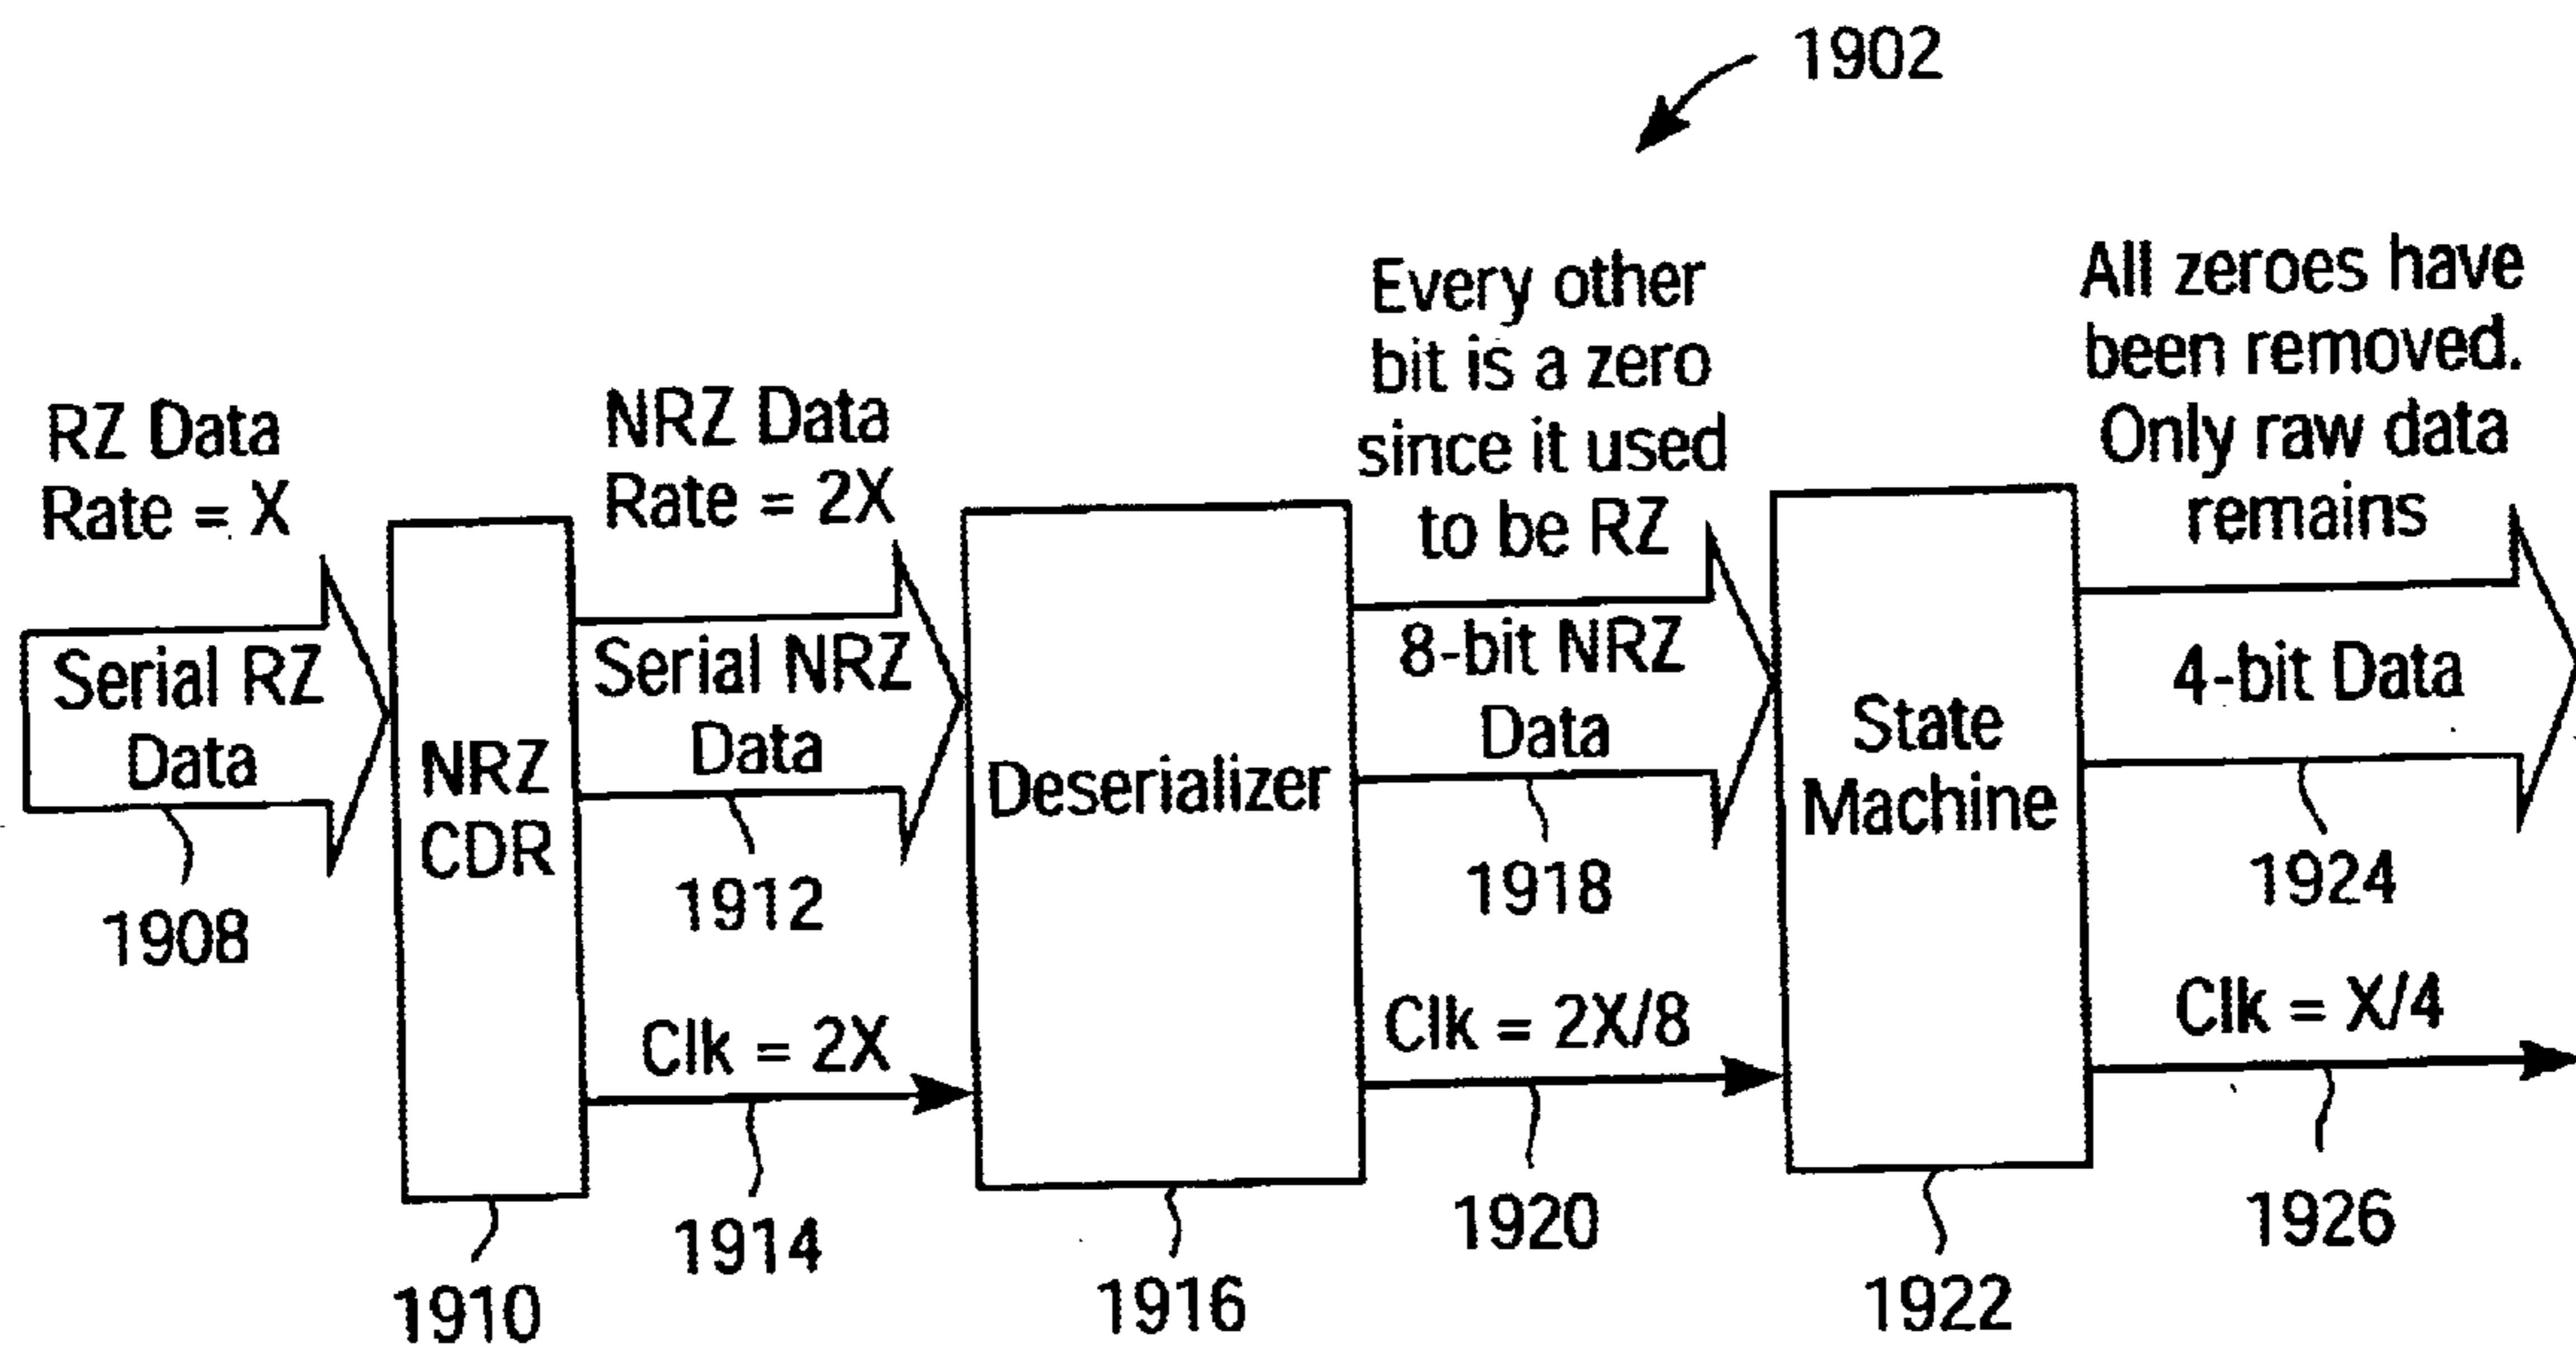 1902
RZ Data
Rate = X
Serial RZ
Data
1908
NRZ
CDR
1910
NRZ Data
Rate = 2X
Serial NRZ
Data
1912
Clk = 2X
1914
Deserializer
1916
Every other
bit is a zero
since it used
to be RZ
8-bit NRZ
Data
1918
Clk = 2X/8
1920
State
Machine
1922
All zeroes have
been removed.
Only raw data
remains
4-bit Data
1924
Clk = X/4
1926